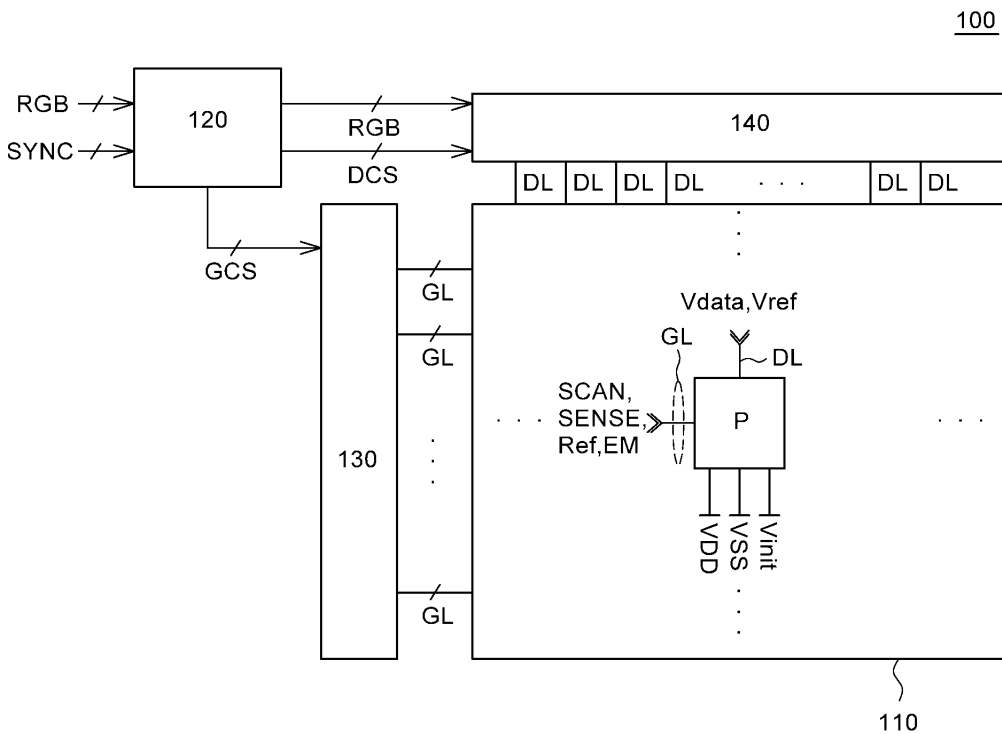 100
RGB
120
RGB
140
SYNC
DCS
DL DL DL DL . . . DL DL
GCS
GL
GL
Vdata,Vref
GL
DL
SCAN,
SENSE,
Ref,EM
P
130
VDD
VSS
Vinit
GL
110